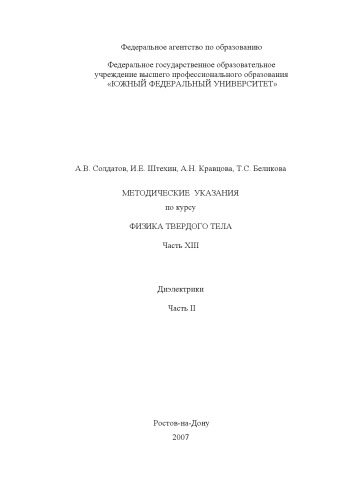 Федеральное агентство по образованию
Федеральное государственное образовательное
учреждение высшего профессионального образования
«ЮЖНЫЙ ФЕДЕРАЛЬНЫЙ УНИВЕРСИТЕТ»
А.В. Солдатов, И.Е. Штехин, А.Н. Кравцова, Т.С. Беликова
МЕТОДИЧЕСКИЕ УКАЗАНИЯ
по курсу
ФИЗИКА ТВЕРДОГО ТЕЛА
Часть XIII
Диэлектрики
Часть II
Ростов-на-Дону
2007